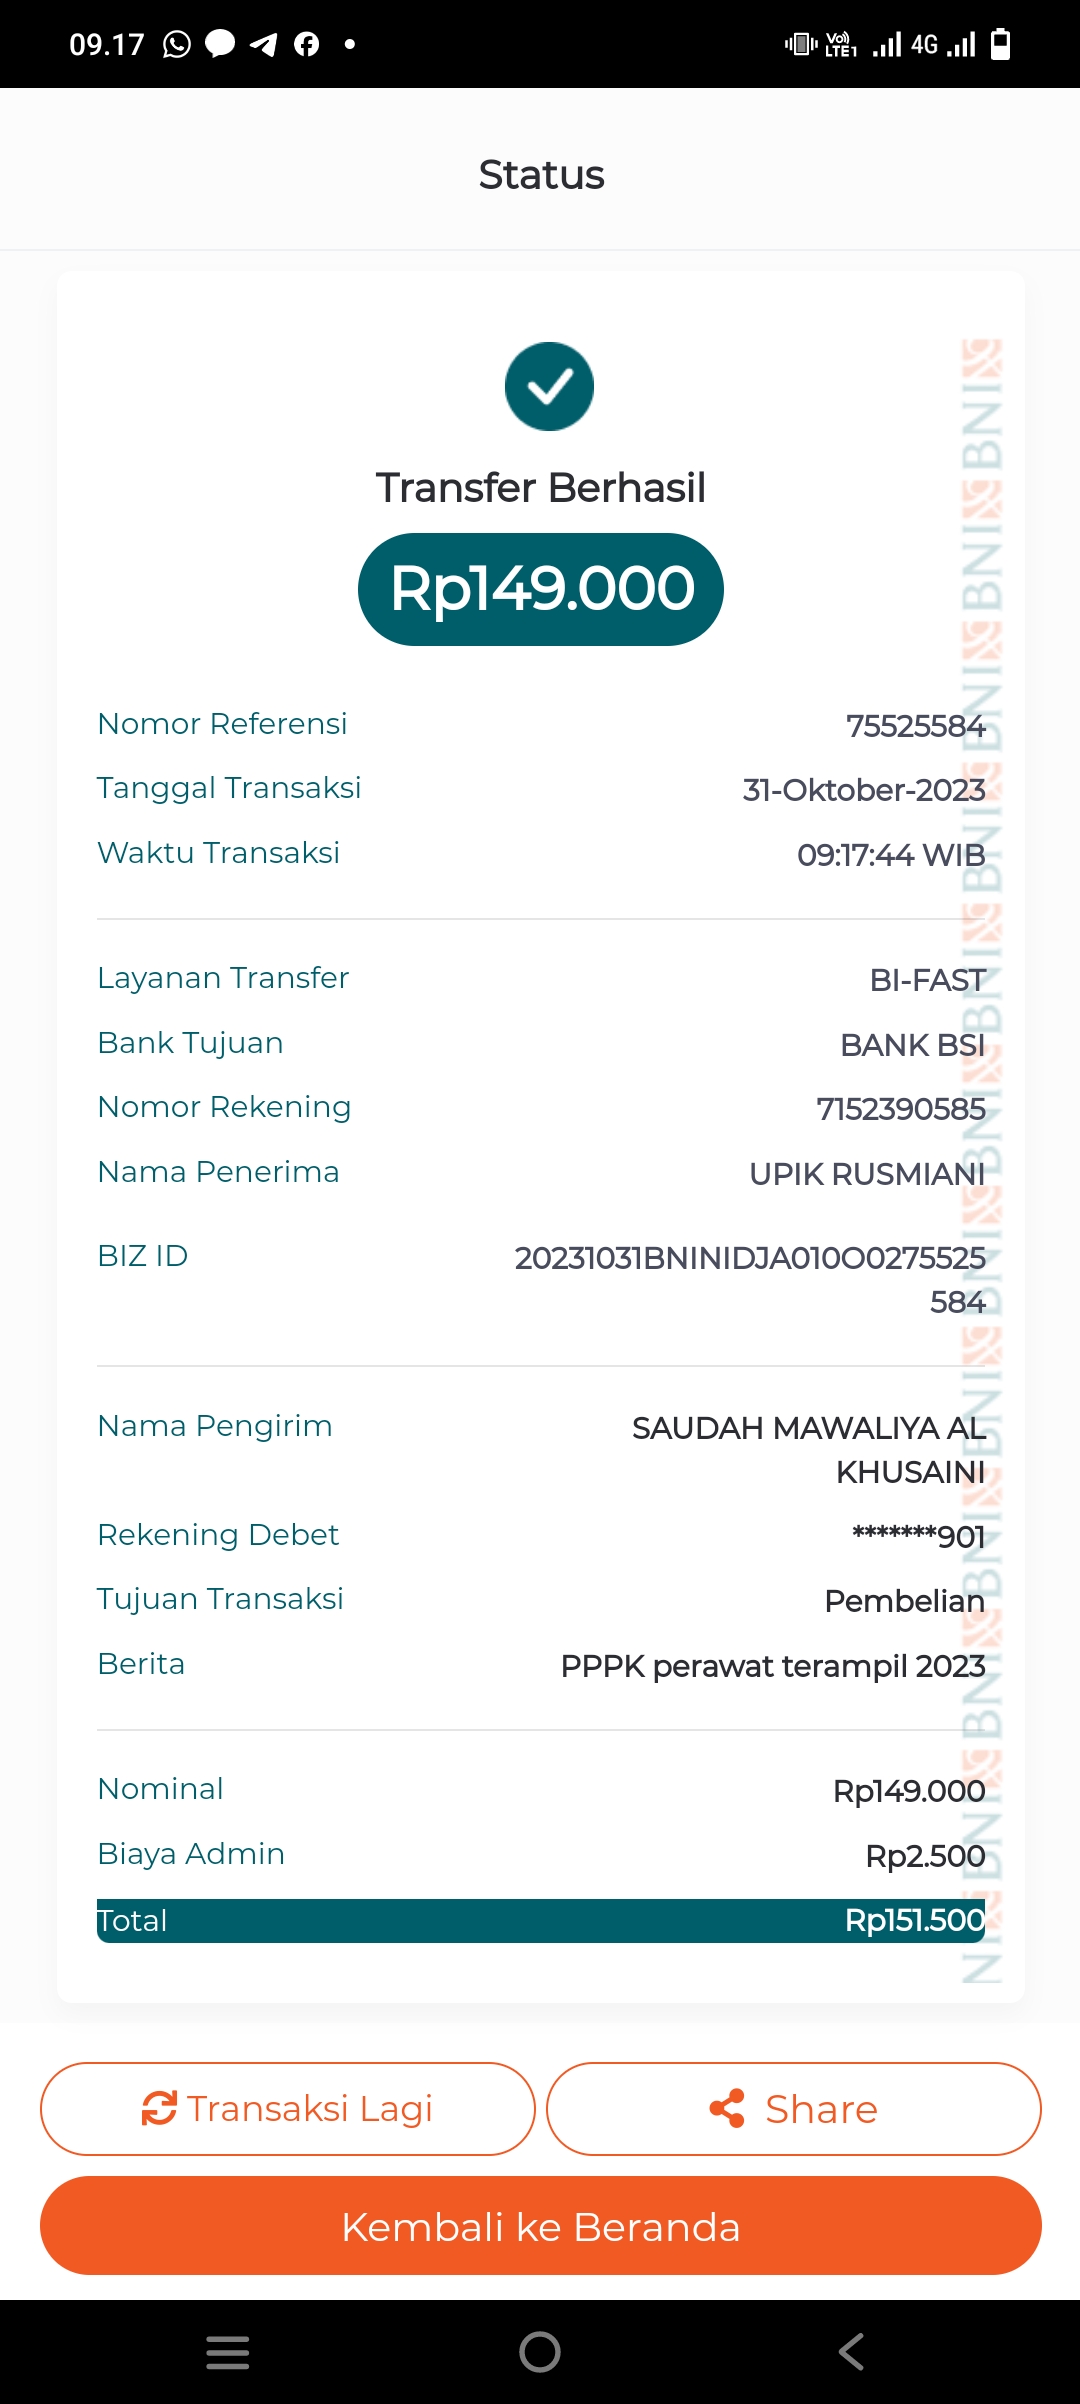 09.17
Vo))
LTE1
4G
Status
Transfer Berhasil
Rp149.000
Nomor Referensi 75525584
Tanggal Transaksi 31-Oktober-2023
Waktu Transaksi 09:17:44 WIB
Layanan Transfer BI-FAST
Bank Tujuan BANK BSI
Nomor Rekening 7152390585
Nama Penerima UPIK RUSMIANI
BIZ ID 20231031BNINIDJA010O0275525
584
Nama Pengirim SAUDAH MAWALIYA AL
KHUSAINI
Rekening Debet *******901
Tujuan Transaksi Pembelian
Berita PPPK perawat terampil 2023
Nominal Rp149.000
Biaya Admin Rp2.500
Total Rp151.500
BNI BNI BNI BNI BNI BNI BNI BNI BNI BNI BNI NI
Transaksi Lagi
Share
Kembali ke Beranda